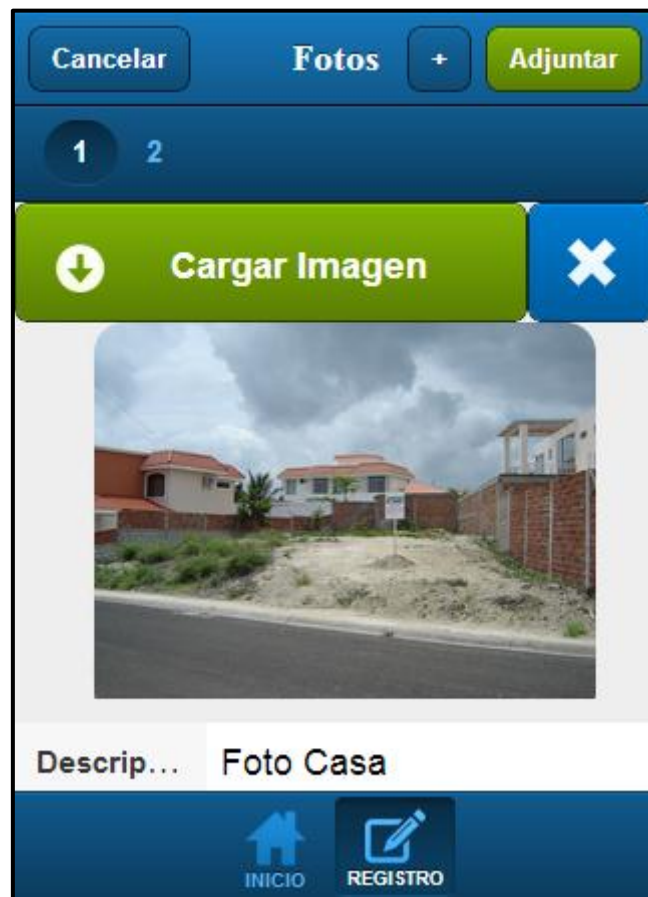 Cancelar Fotos + Adjuntar
1 2
Cargar Imagen
Descrip... Foto Casa
INICIO REGISTRO